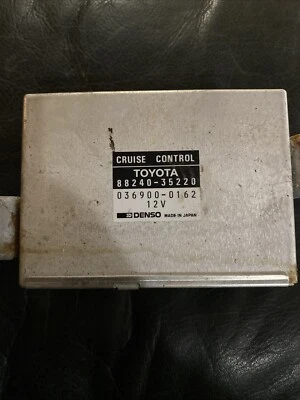 CRUISE CONTROL
TOYOTA
88240-35220
036900-0162
12V
DENSO MADE IN JAPAN